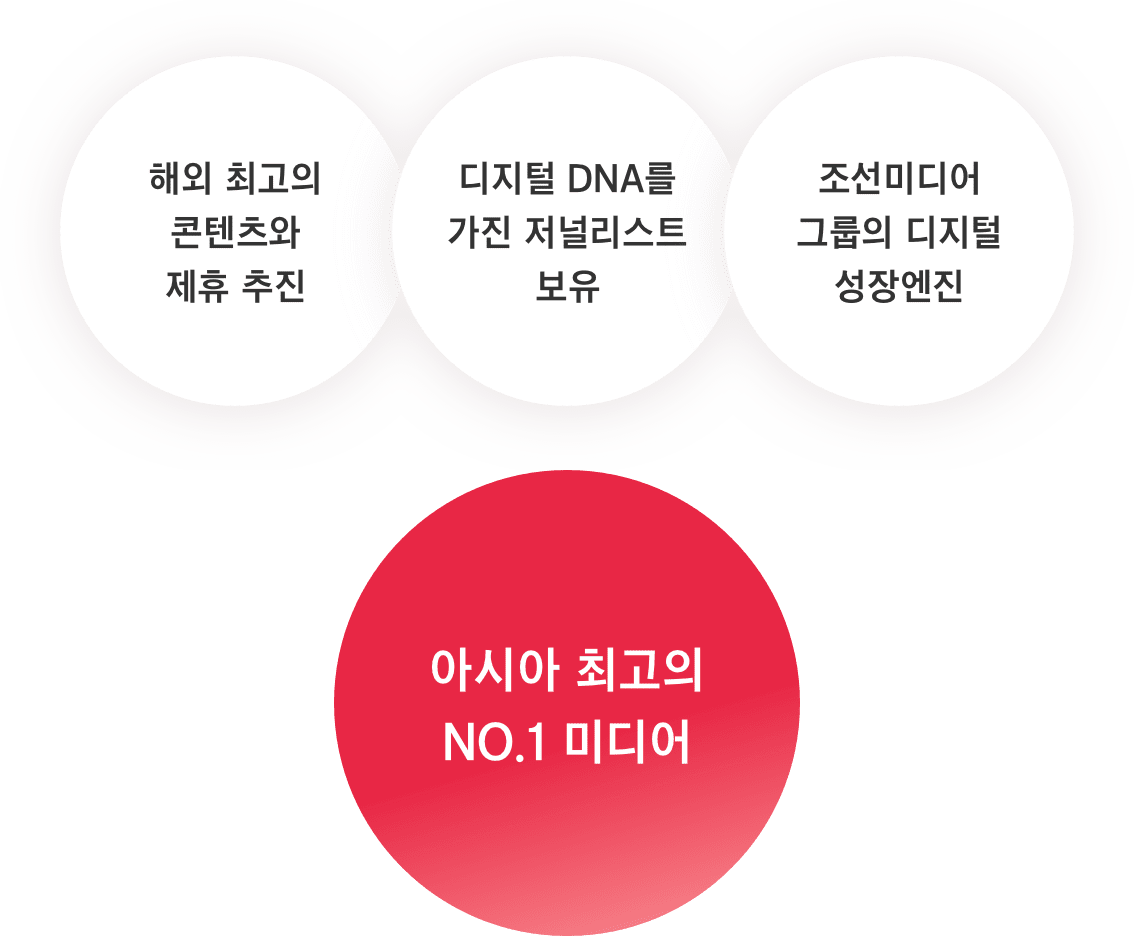 해외 최고의
콘텐츠와
제휴 추진
디지털 DNA를
가진 저널리스트
보유
조선미디어
그룹의 디지털
성장엔진
아시아 최고의
NO.1 미디어